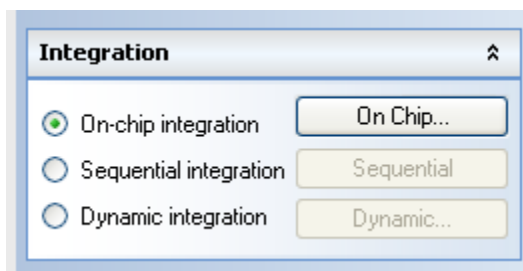 Integration
On-chip integration On Chip...
Sequential integration Sequential
Dynamic integration Dynamic...